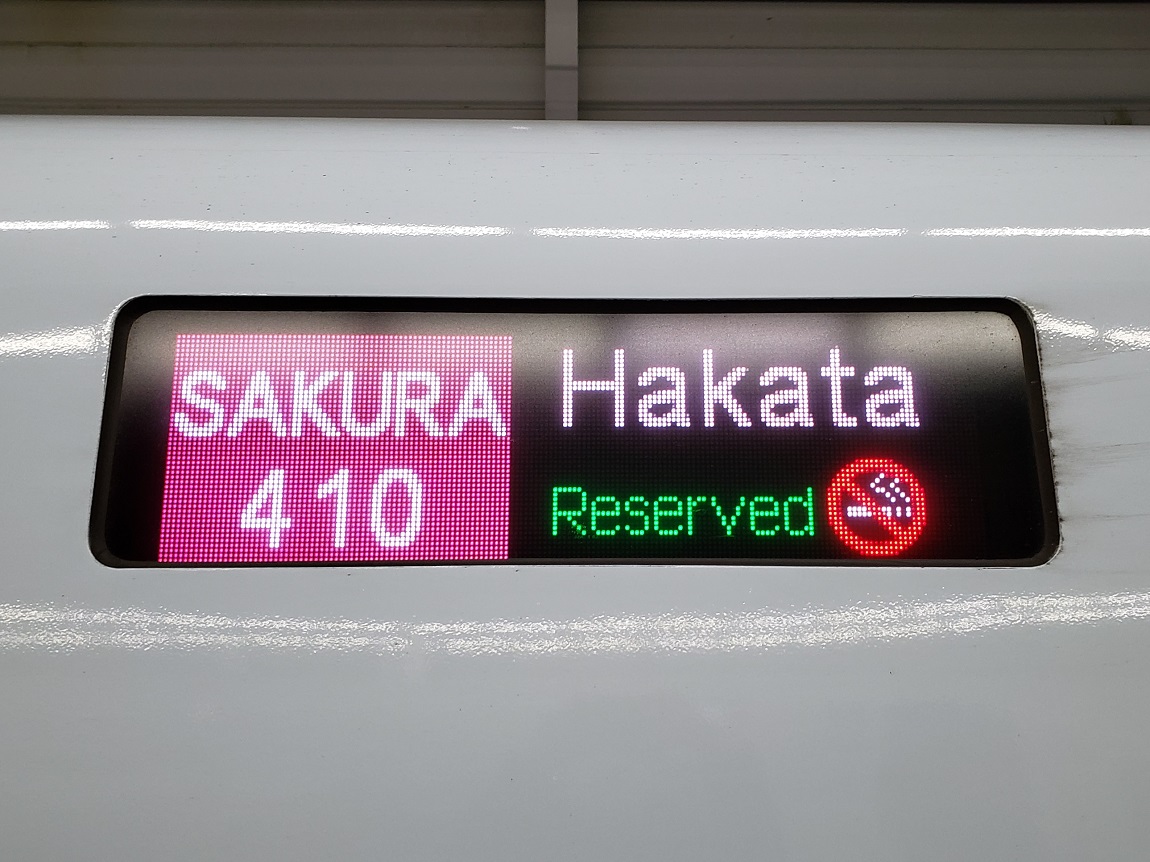 SAKURA
410
Hakata
Reserved